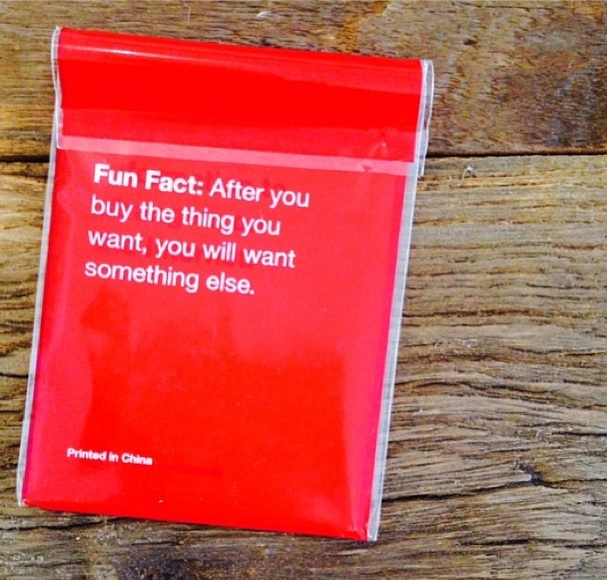 Fun Fact: After you
buy the thing you
want, you will want
something else.
Printed in China